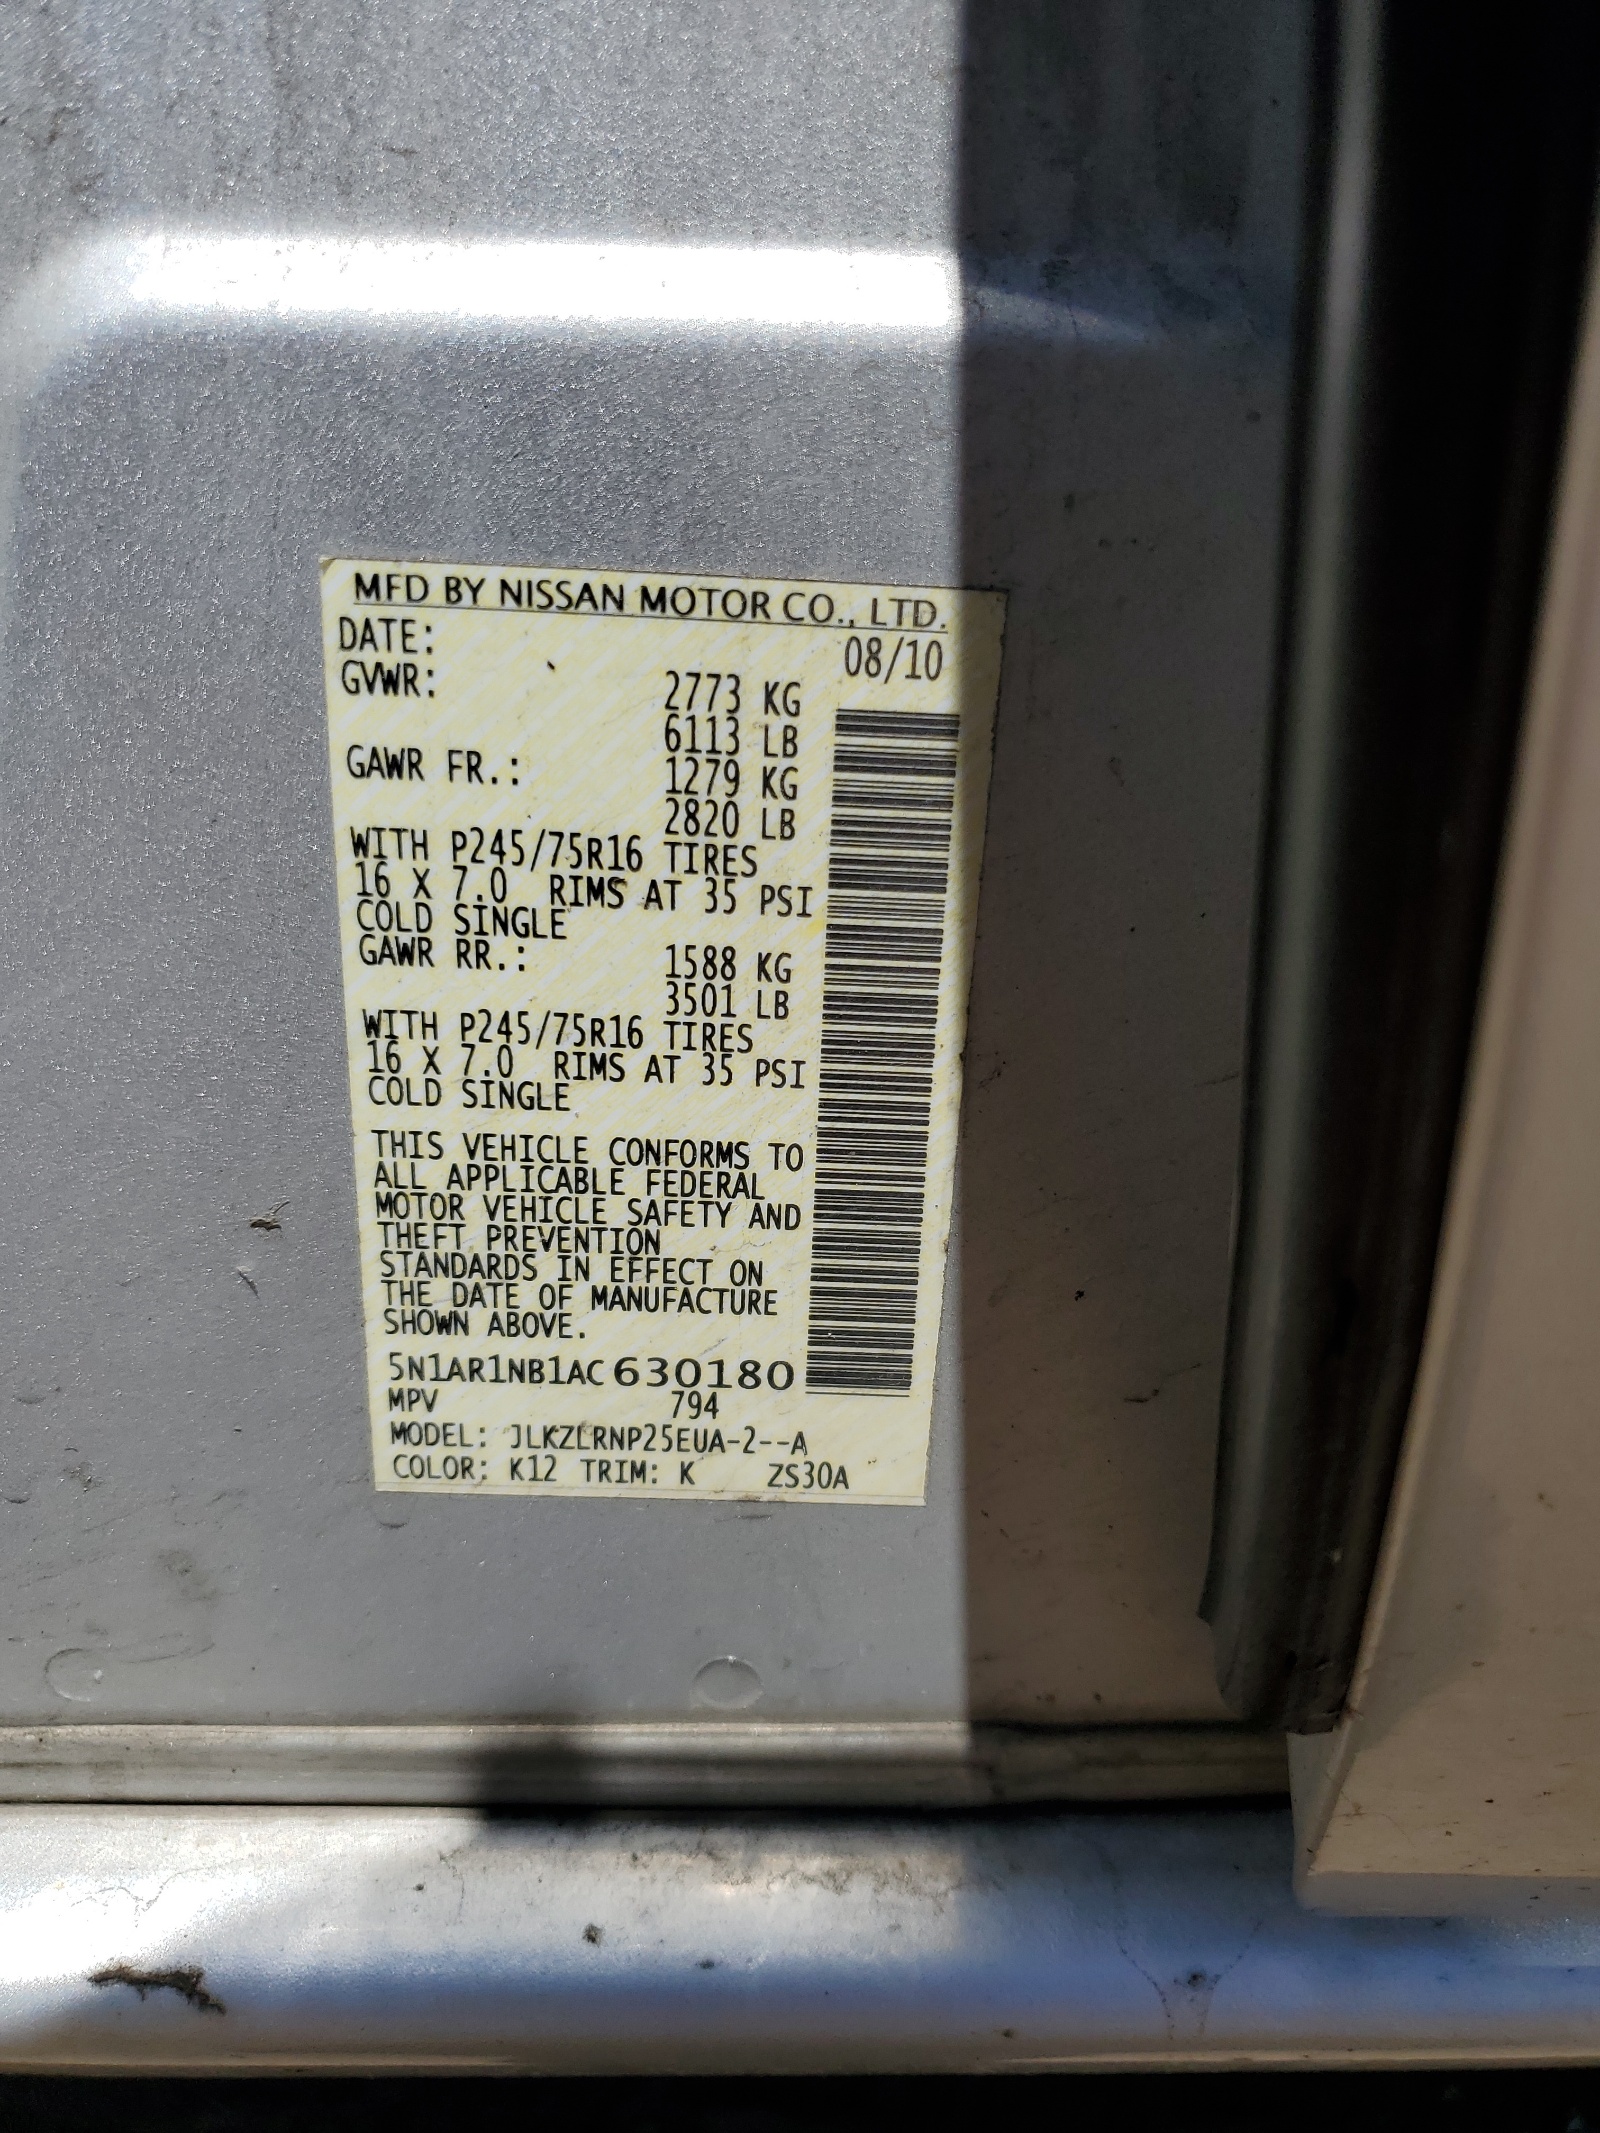 MFD BY NISSAN MOTOR CO., LTD.
DATE: 08/10
GVWR: 2773 KG
6113 LB
GAWR FR.: 1279 KG
2820 LB
WITH P245/75R16 TIRES
16 X 7.0 RIMS AT 35 PSI
COLD SINGLE
GAWR RR.: 1588 KG
3501 LB
WITH P245/75R16 TIRES
16 X 7.0 RIMS AT 35 PSI
COLD SINGLE
THIS VEHICLE CONFORMS TO
ALL APPLICABLE FEDERAL
MOTOR VEHICLE SAFETY AND
THEFT PREVENTION
STANDARDS IN EFFECT ON
THE DATE OF MANUFACTURE
SHOWN ABOVE.
5N1AR1NB1AC630180
MPV 794
MODEL: JLKZLRNP25EUA-2--A
COLOR: K12 TRIM: K ZS30A